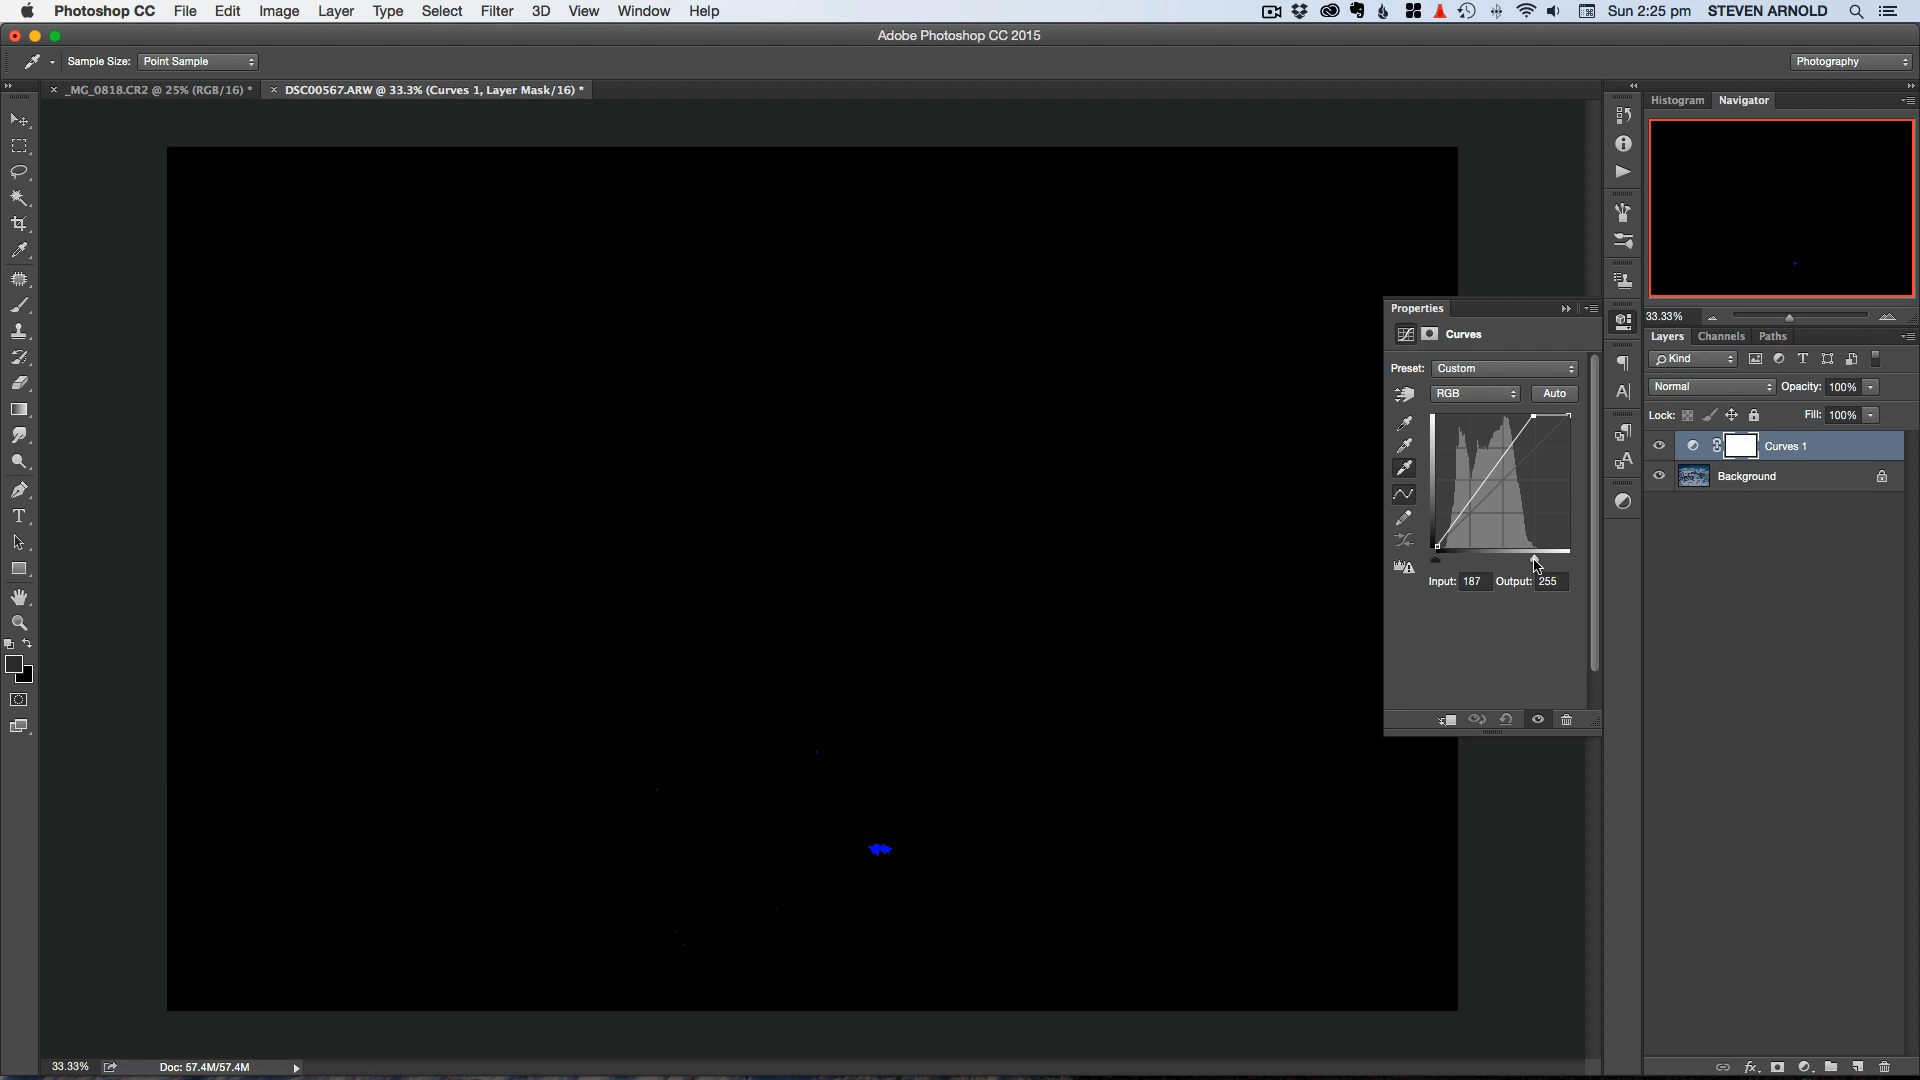 Photoshop CC File Edit Image Layer Type Select Filter 3D View Window Help Sun 2:25 pm STEVEN ARNOLD
Adobe Photoshop CC 2015
Sample Size: Point Sample Photography
_MG_0818.CR2 @ 25% (RGB/16) * DSC00567.ARW @ 33.3% (Curves 1, Layer Mask/16) *
Histogram Navigator
Properties
33.33%
Curves
Layers Channels Paths
Kind
Preset: Custom
Normal Opacity: 100%
RGB Auto
Lock: Fill: 100%
Curves 1
Background
Input: 187 Output: 255
33.33% Doc: 57.4M/57.4M